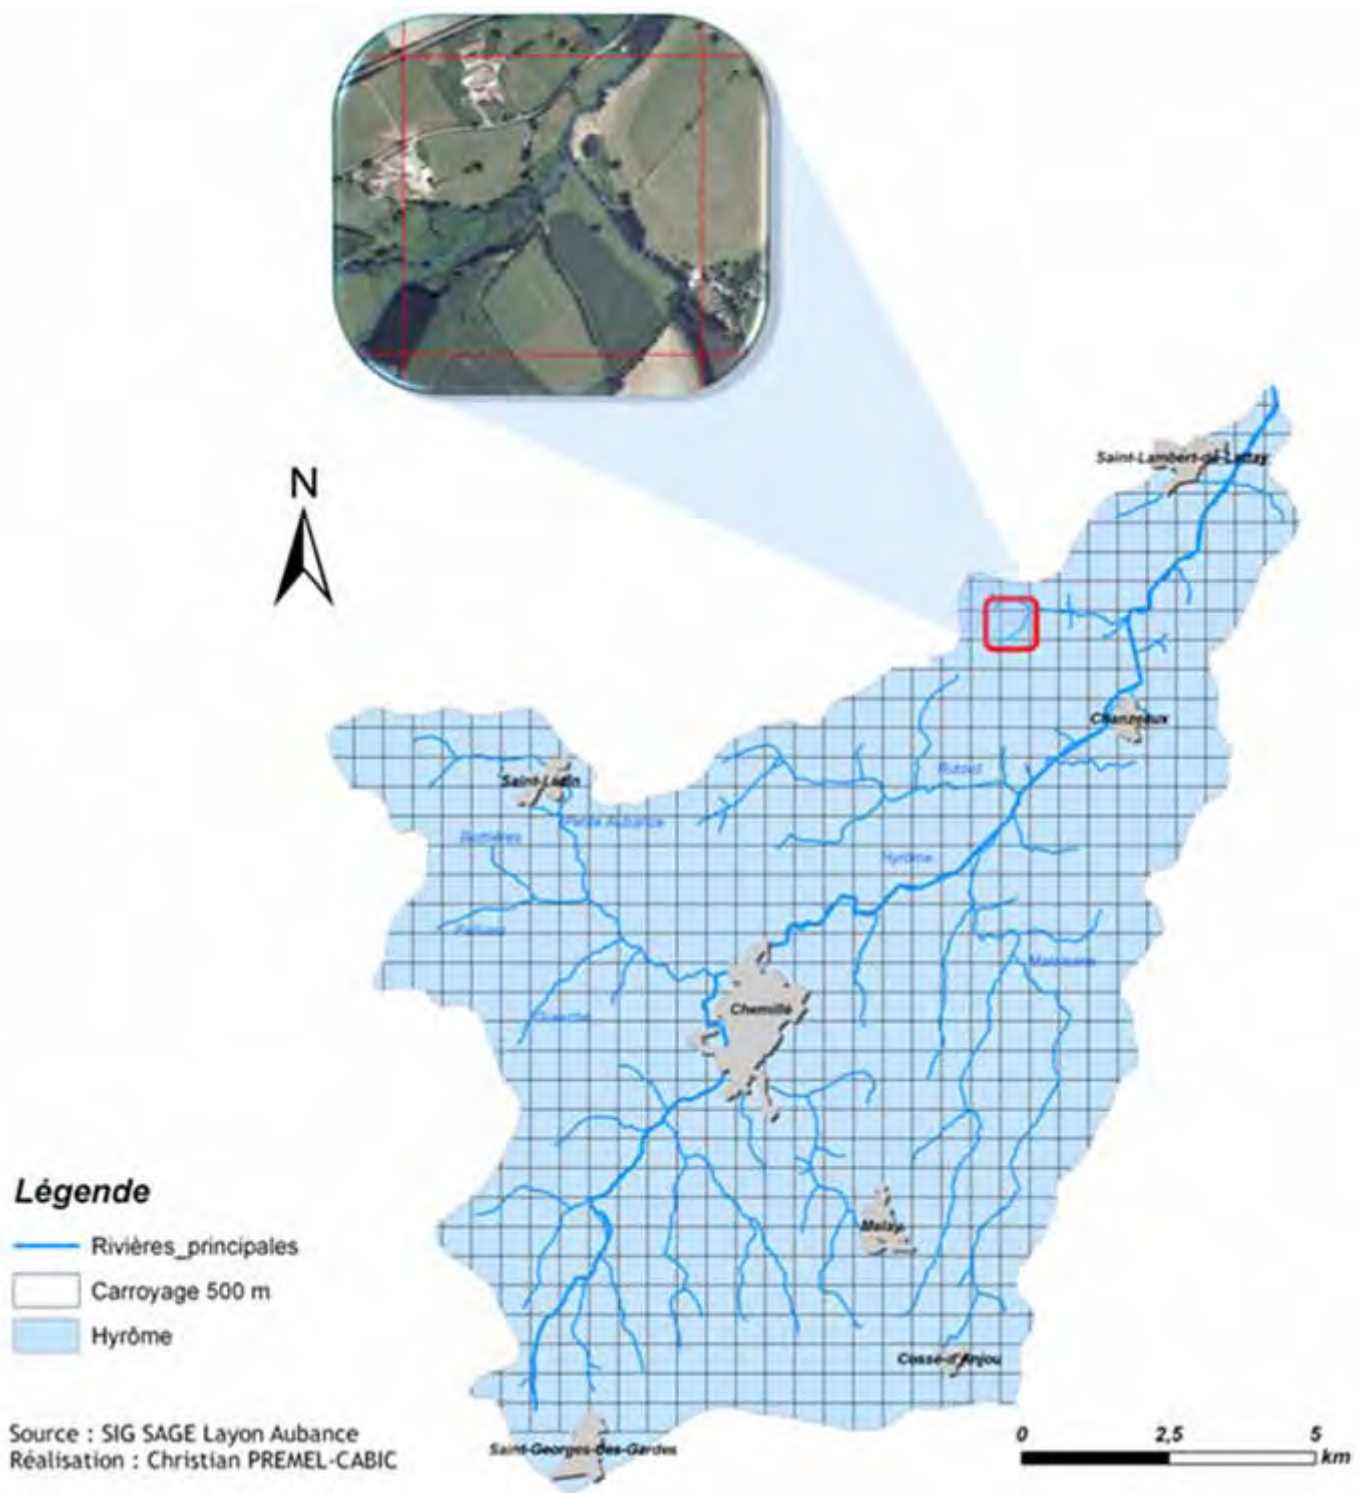 N
Saint-Lambert-du-Lattay
Chanzeaux
Saint-Lézin
Petite Aubance
Hyrôme
Chemillé
Melay
Cossé-d'Anjou
Saint-Georges-Des-Gardes
Légende
Rivières_principales
Carroyage 500 m
Hyrôme
Source : SIG SAGE Layon Aubance
Réalisation : Christian PREMEL-CABIC
0 2,5 5
km